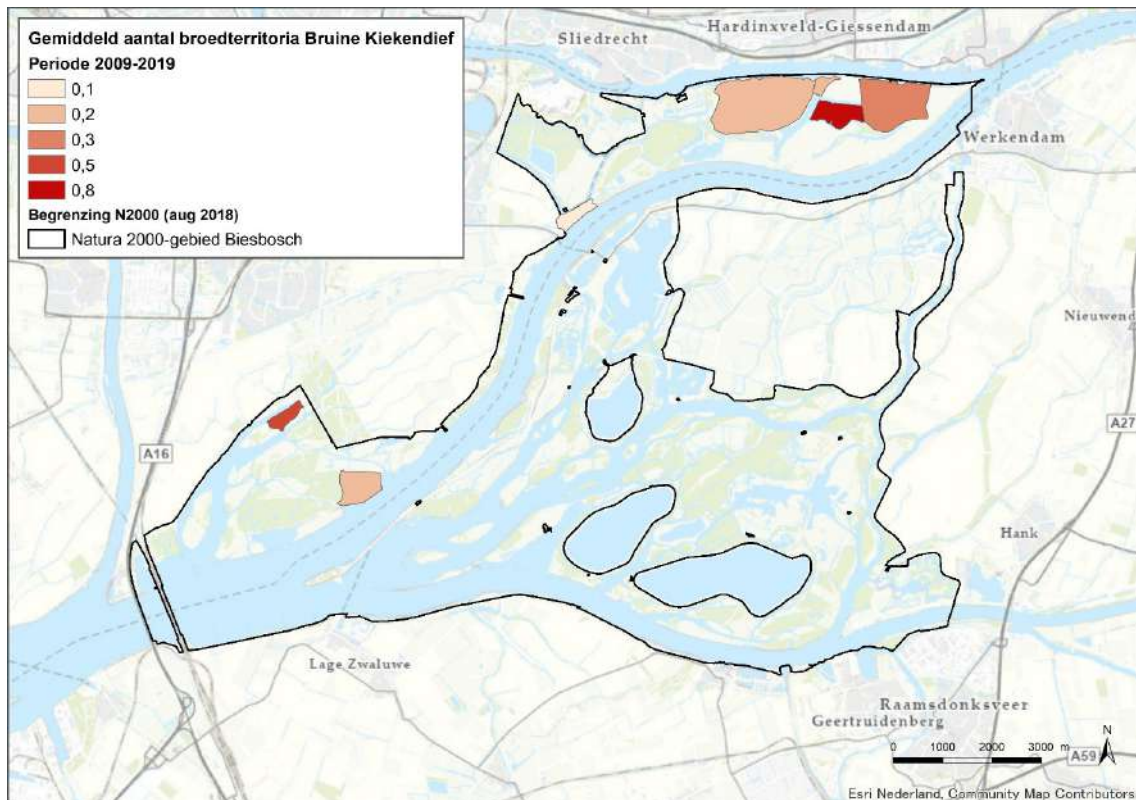 Gemiddeld aantal broedterritoria Bruine Kiekendief
Periode 2009-2019
0,1
0,2
0,3
0,5
0,8
Begrenzing N2000 (aug 2018)
Natura 2000-gebied Biesbosch
Hardinxveld-Giessendam
Sliedrecht
Werkendam
Nieuwend
A27
A16
Hank
Lage Zwaluwe
Raamsdonksveer
Geertruidenberg
N
0 1000 2000 3000 m
A59
Esri Nederland, Community Map Contributors